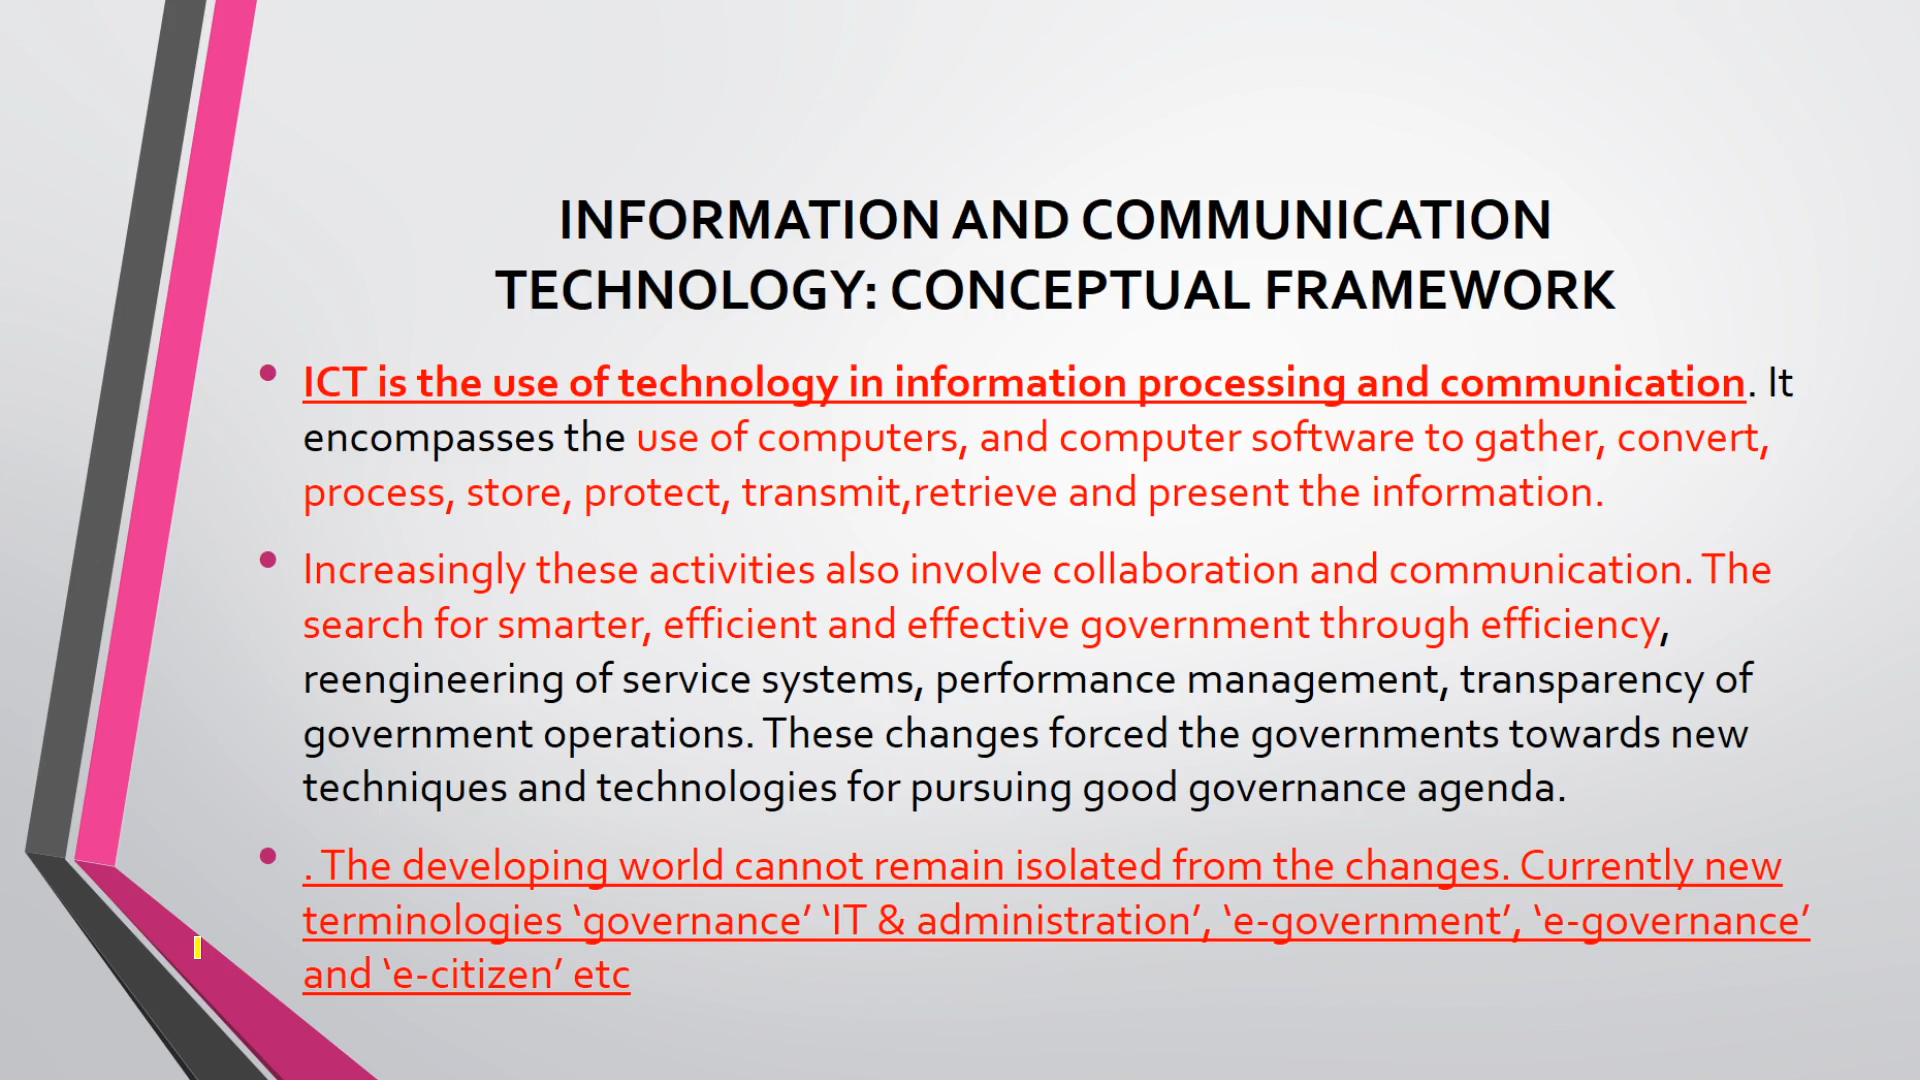 INFORMATION AND COMMUNICATION
TECHNOLOGY: CONCEPTUAL FRAMEWORK
• ICT is the use of technology in information processing and communication. It
encompasses the use of computers, and computer software to gather, convert,
process, store, protect, transmit,retrieve and present the information.
• Increasingly these activities also involve collaboration and communication. The
search for smarter, efficient and effective government through efficiency,
reengineering of service systems, performance management, transparency of
government operations. These changes forced the governments towards new
techniques and technologies for pursuing good governance agenda.
• . The developing world cannot remain isolated from the changes. Currently new
terminologies ‘governance’ ‘IT & administration’, ‘e-government’, ‘e-governance’
and ‘e-citizen’ etc